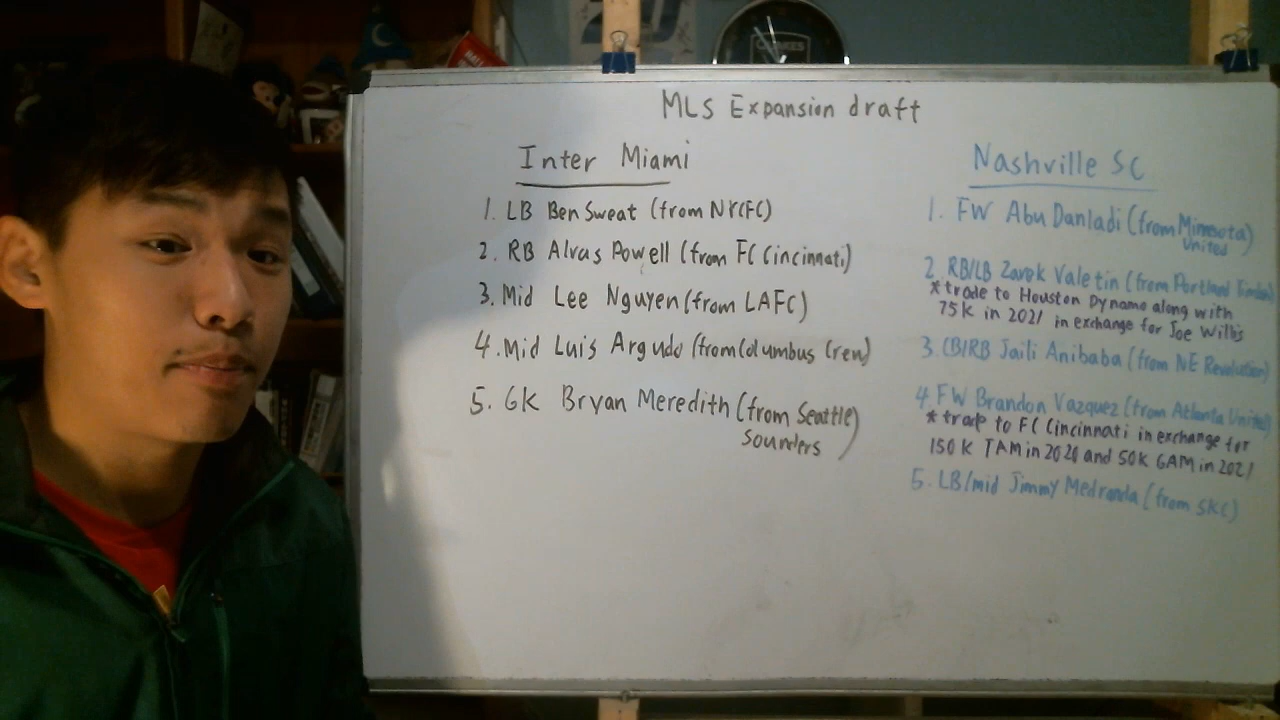 MLS Expansion draft
Inter Miami
1. LB Ben Sweat (from NYCFC)
2. RB Alvas Powell (from FC Cincinnati)
3. Mid Lee Nguyen (from LAFC)
4. Mid Luis Argudo (from Columbus Crew)
5. GK Bryan Meredith (from Seattle
Sounders)
Nashville SC
1. FW Abu Danladi (from Minnesota
United)
2. RB/LB Zarek Valetin (from Portland Timbers)
* trade to Houston Dynamo along with
75K in 2021 in exchange for Joe Willis
3. CB/RB Jaili Anibaba (from NE Revolution)
4. FW Brandon Vazquez (from Atlanta United)
* trade to FC Cincinnati in exchange for
150K TAM in 2020 and 50K GAM in 2021
5. LB/mid Jimmy Medranda (from SKC)